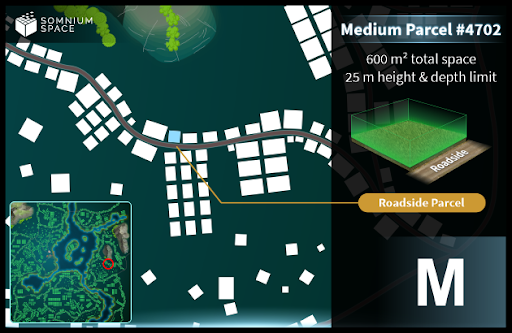 SOMNIUM
SPACE
Medium Parcel #4702
600 m² total space
25 m height & depth limit
Roadside
Roadside Parcel
M